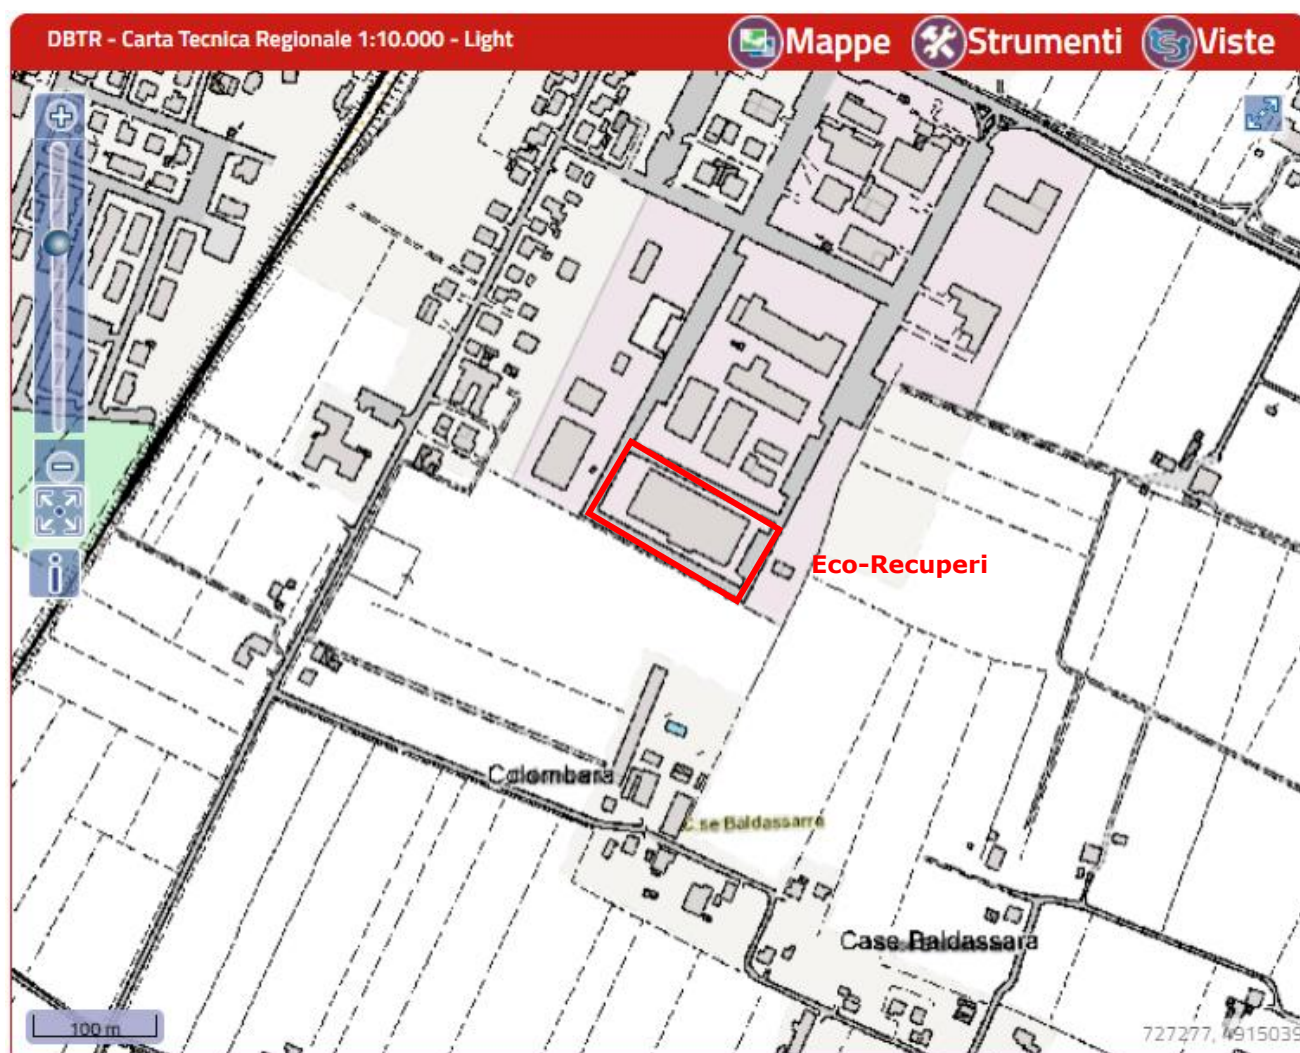 DBTR - Carta Tecnica Regionale 1:10.000 - Light
Mappe
Strumenti
Viste
Eco-Recuperi
Colombara
C.se Baldassarre
Case Baldassara
100 m
727277, 4915039